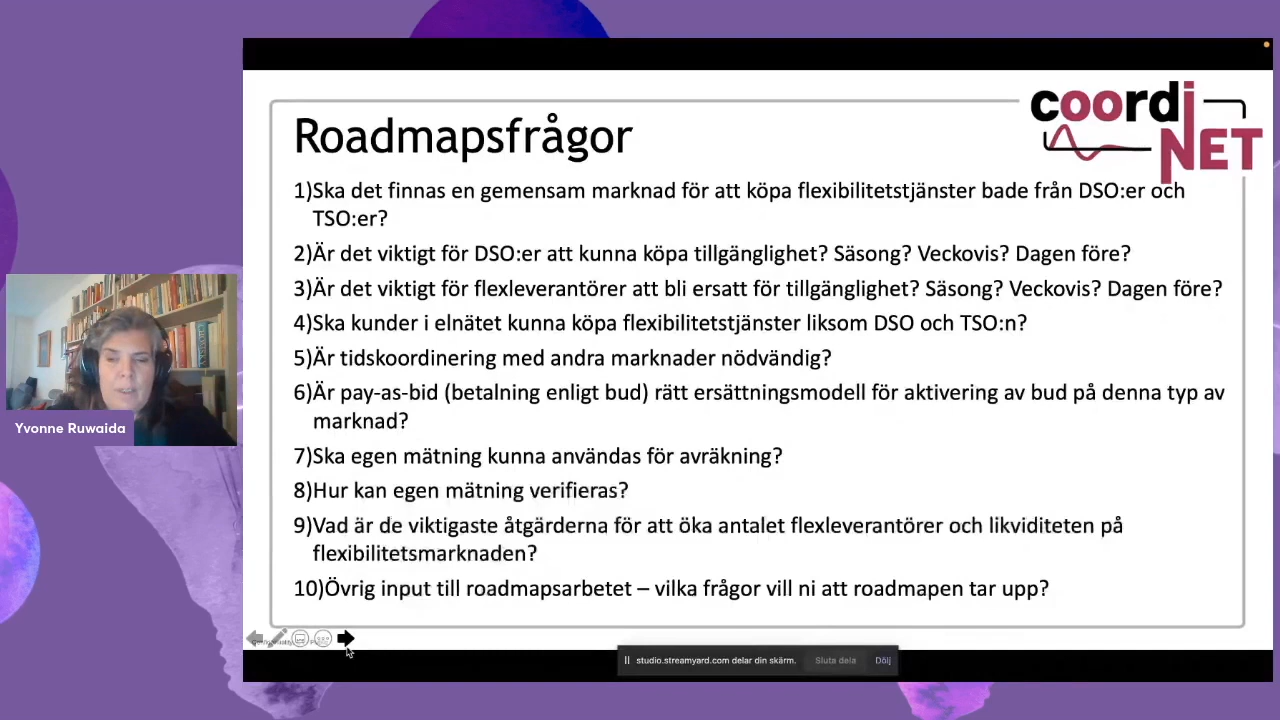 coordi
NET
Roadmapsfrågor
1)Ska det finnas en gemensam marknad för att köpa flexibilitetstjänster bade från DSO:er och
TSO:er?
2)Är det viktigt för DSO:er att kunna köpa tillgänglighet? Säsong? Veckovis? Dagen före?
3)Är det viktigt för flexleverantörer att bli ersatt för tillgänglighet? Säsong? Veckovis? Dagen före?
4)Ska kunder i elnätet kunna köpa flexibilitetstjänster liksom DSO och TSO:n?
5)Är tidskoordinering med andra marknader nödvändig?
6)Är pay-as-bid (betalning enligt bud) rätt ersättningsmodell för aktivering av bud på denna typ av
marknad?
7)Ska egen mätning kunna användas för avräkning?
8)Hur kan egen mätning verifieras?
9)Vad är de viktigaste åtgärderna för att öka antalet flexleverantörer och likviditeten på
flexibilitetsmarknaden?
10)Övrig input till roadmapsarbetet – vilka frågor vill ni att roadmapen tar upp?
Yvonne Ruwaida
studio.streamyard.com delar din skärm.
Sluta dela
Dölj